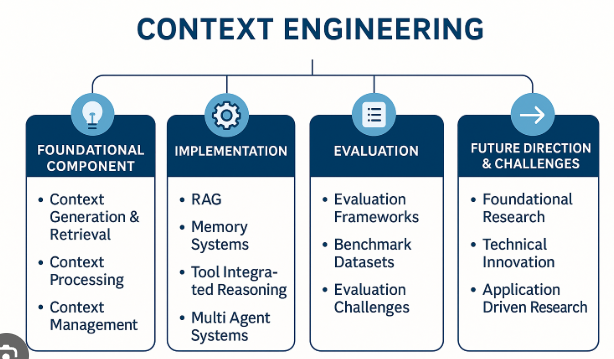 CONTEXT ENGINEERING
FOUNDATIONAL
COMPONENT
• Context
Generation &
Retrieval
• Context
Processing
• Context
Management
IMPLEMENTATION
• RAG
• Memory
Systems
• Tool Integra-
ted Reasoning
• Multi Agent
Systems
EVALUATION
• Evaluation
Frameworks
• Benchmark
Datasets
• Evaluation
Challenges
FUTURE DIRECTION
& CHALLENGES
• Foundational
Research
• Technical
Innovation
• Application
Driven Research